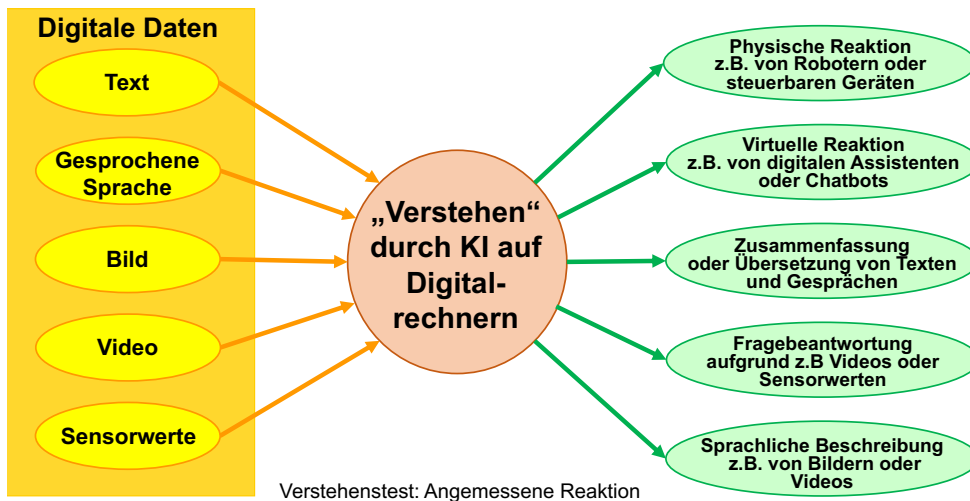 Digitale Daten
Text
Gesprochene
Sprache
Bild
Video
Sensorwerte
„Verstehen“
durch KI auf
Digital-
rechnern
Physische Reaktion
z.B. von Robotern oder
steuerbaren Geräten
Virtuelle Reaktion
z.B. von digitalen Assistenten
oder Chatbots
Zusammenfassung
oder Übersetzung von Texten
und Gesprächen
Fragebeantwortung
aufgrund z.B Videos oder
Sensorwerten
Sprachliche Beschreibung
z.B. von Bildern oder
Videos
Verstehenstest: Angemessene Reaktion